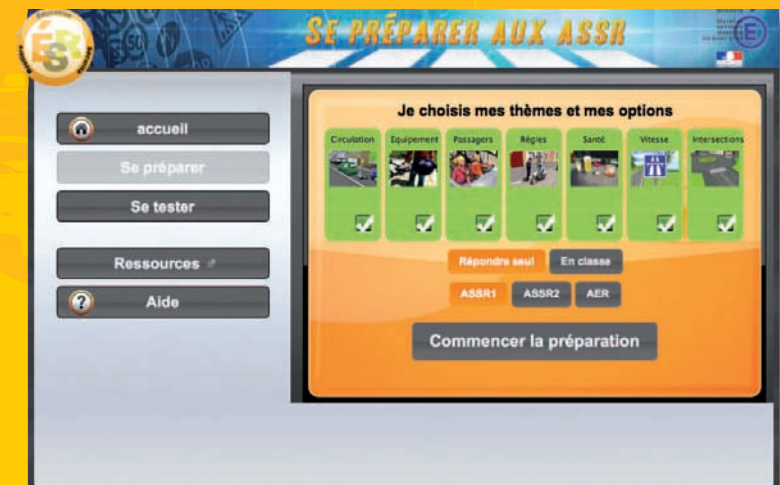 SE PRÉPARER AUX ASSR
ÉSR
E
accueil
Se préparer
Se tester
Ressources
Aide
Je choisis mes thèmes et mes options
Circulation Equipement Passagers Règles Santé Vitesse Intersections
Répondre seul En classe
ASSR1 ASSR2 AER
Commencer la préparation